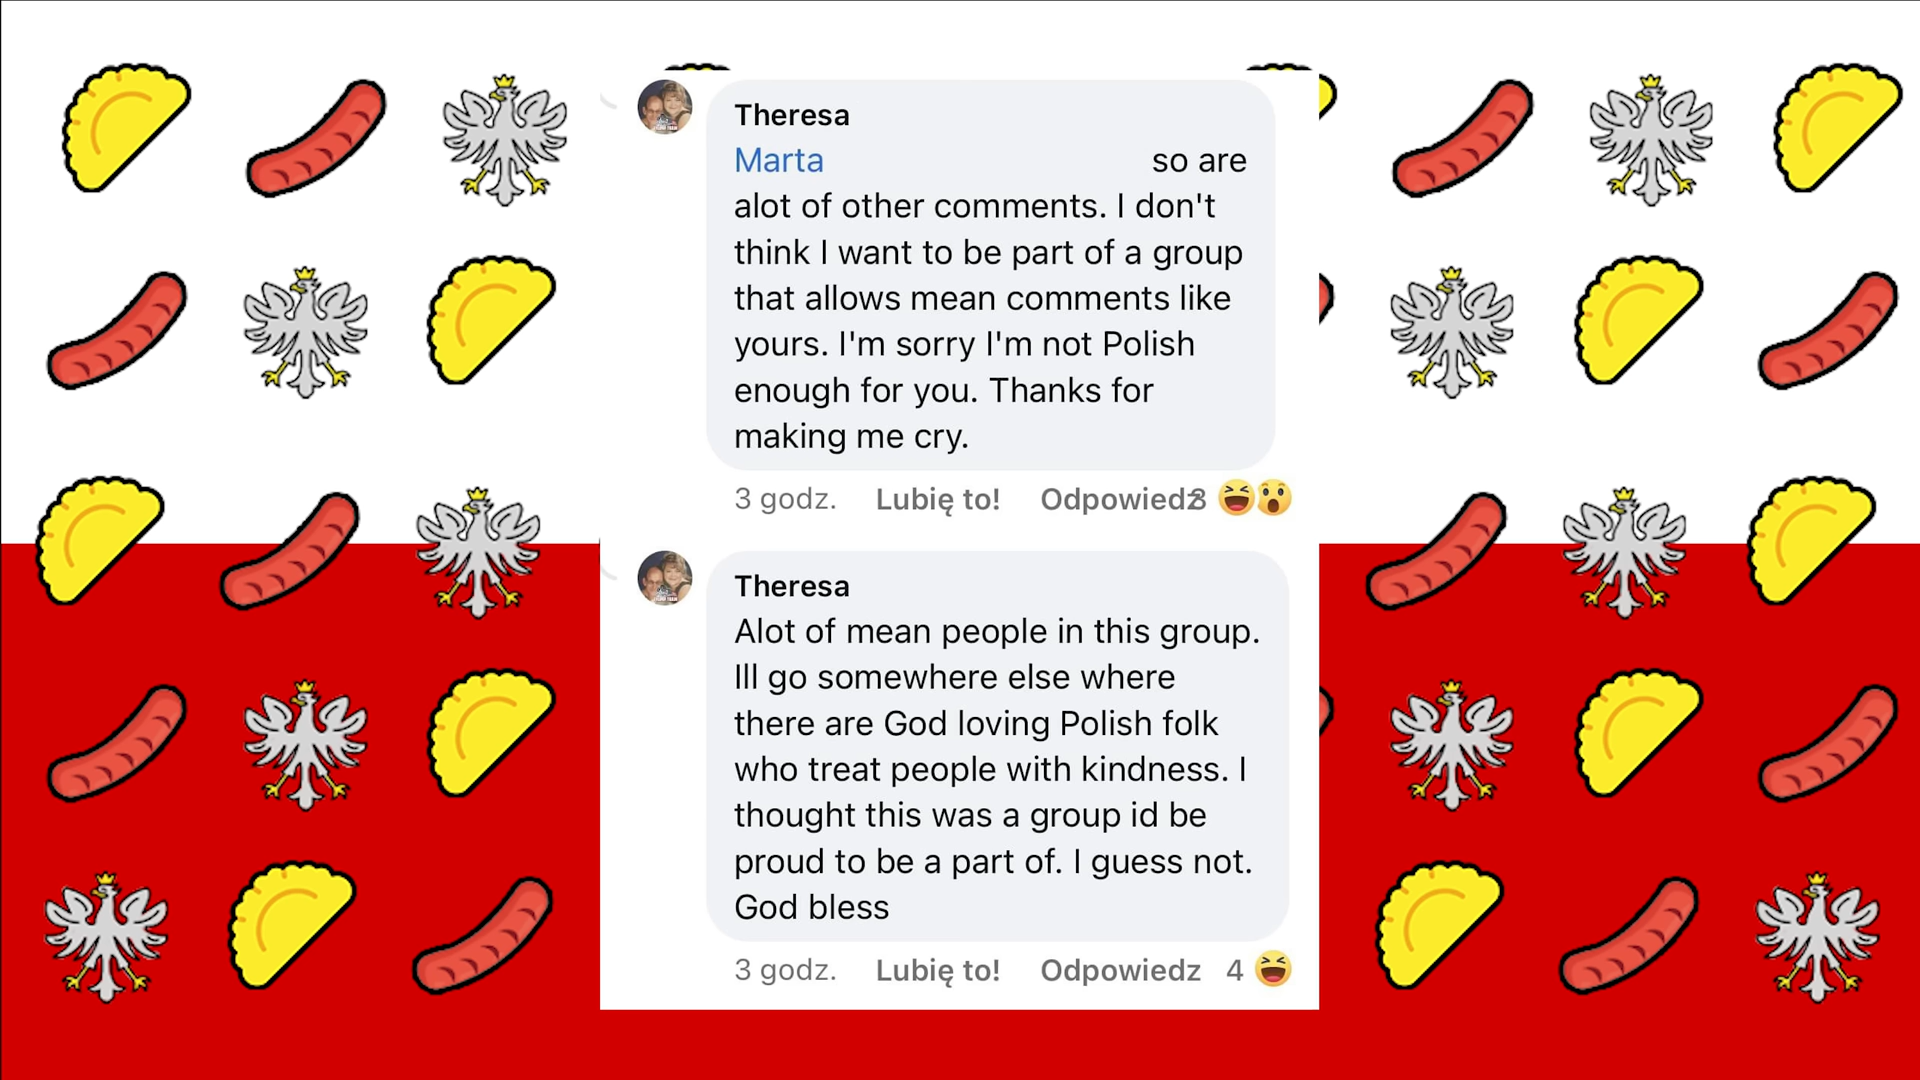 Theresa
Marta so are
alot of other comments. I don't
think I want to be part of a group
that allows mean comments like
yours. I'm sorry I'm not Polish
enough for you. Thanks for
making me cry.
3 godz. Lubię to! Odpowiedz 3
Theresa
Alot of mean people in this group.
Ill go somewhere else where
there are God loving Polish folk
who treat people with kindness. I
thought this was a group id be
proud to be a part of. I guess not.
God bless
3 godz. Lubię to! Odpowiedz 4